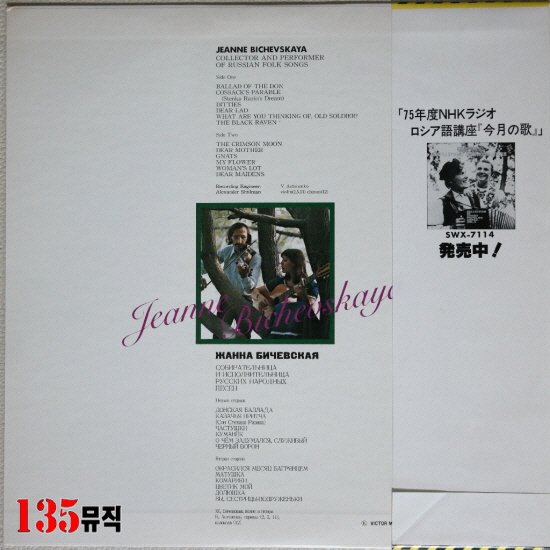 JEANNE BICHEVSKAYA
COLLECTOR AND PERFORMER
OF RUSSIAN FOLK SONGS
Side One
BALLAD OF THE DON
COSSACK'S PARABLE
(Stenka Razin's Dream)
DITTIES
DEAR LAD
WHAT ARE YOU THINKING OF, OLD SOLDIER?
THE BLACK RAVEN
Side Two
THE CRIMSON MOON
DEAR MOTHER
GNATS
MY FLOWER
WOMAN'S LOT
DEAR MAIDENS
Recording Engineer:
Alexander Shtilman
Jeanne Bichevskaya
ЖАННА БИЧЕВСКАЯ
СОБИРАТЕЛЬНИЦА
И ИСПОЛНИТЕЛЬНИЦА
РУССКИХ НАРОДНЫХ
ПЕСЕН
Первая сторона
ДОНСКАЯ БАЛЛАДА
КАЗАЧЬЯ ПРИТЧА
(Сон Степана Разина)
ЧАСТУШКИ
КУМАНЁК
О ЧЁМ ЗАДУМАЛСЯ, СЛУЖИВЫЙ
ЧЕРНЫЙ ВОРОН
Вторая сторона
ОКРАСИЛСЯ МЕСЯЦ БАГРЯНЦЕМ
МАТУШКА
КОМАРИКИ
ЦВЕТИК МОЙ
ДОЛЮШКА
ВЫ, СЕСТРИЦЫ-ПОДРУЖЕНЬКИ
Ⓟ VICTOR
「'75年度NHKラジオ
ロシア語講座『今月の歌』」
SWX-7114
発売中!
135뮤직